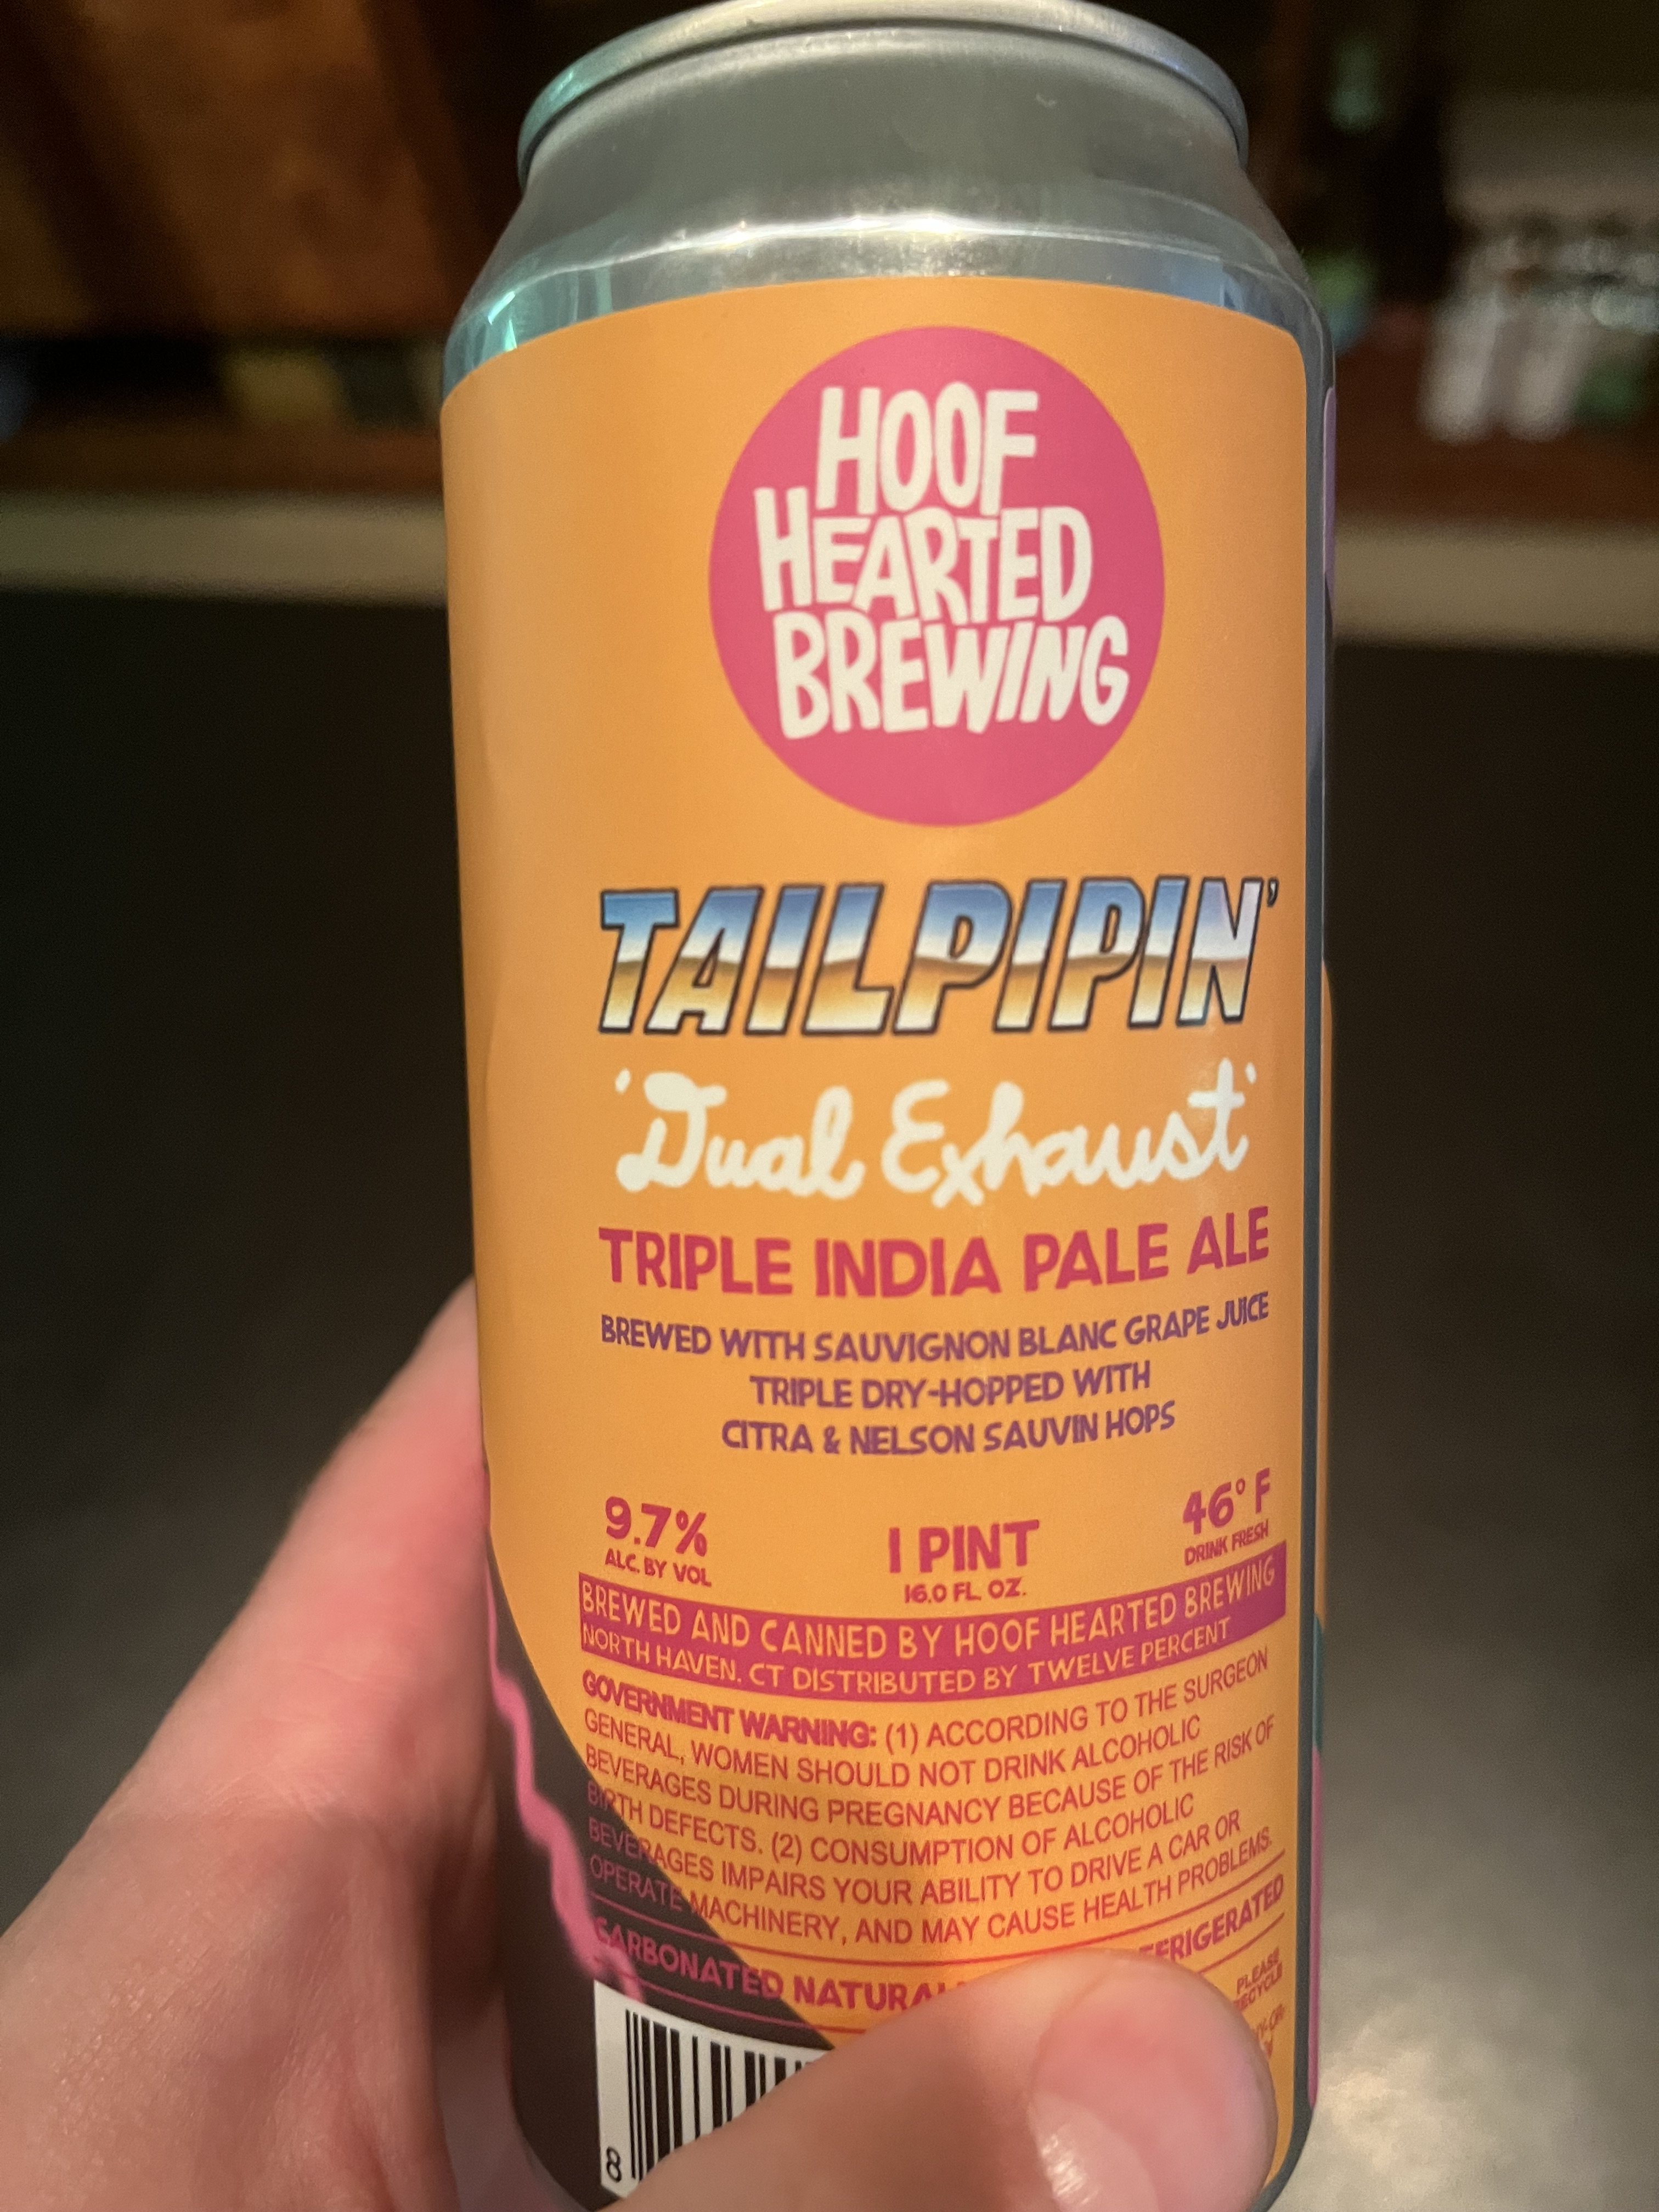 HOOF
HEARTED
BREWING
TAILPIPIN'
'Dual Exhaust'
TRIPLE INDIA PALE ALE
BREWED WITH SAUVIGNON BLANC GRAPE JUICE
TRIPLE DRY-HOPPED WITH
CITRA & NELSON SAUVIN HOPS
9.7%
ALC. BY VOL
1 PINT
16.0 FL. OZ.
46° F
DRINK FRESH
BREWED AND CANNED BY HOOF HEARTED BREWING
NORTH HAVEN, CT DISTRIBUTED BY TWELVE PERCENT
GOVERNMENT WARNING: (1) ACCORDING TO THE SURGEON
GENERAL, WOMEN SHOULD NOT DRINK ALCOHOLIC
BEVERAGES DURING PREGNANCY BECAUSE OF THE RISK OF
BIRTH DEFECTS. (2) CONSUMPTION OF ALCOHOLIC
BEVERAGES IMPAIRS YOUR ABILITY TO DRIVE A CAR OR
OPERATE MACHINERY, AND MAY CAUSE HEALTH PROBLEMS.
CARBONATED
PLEASE
8